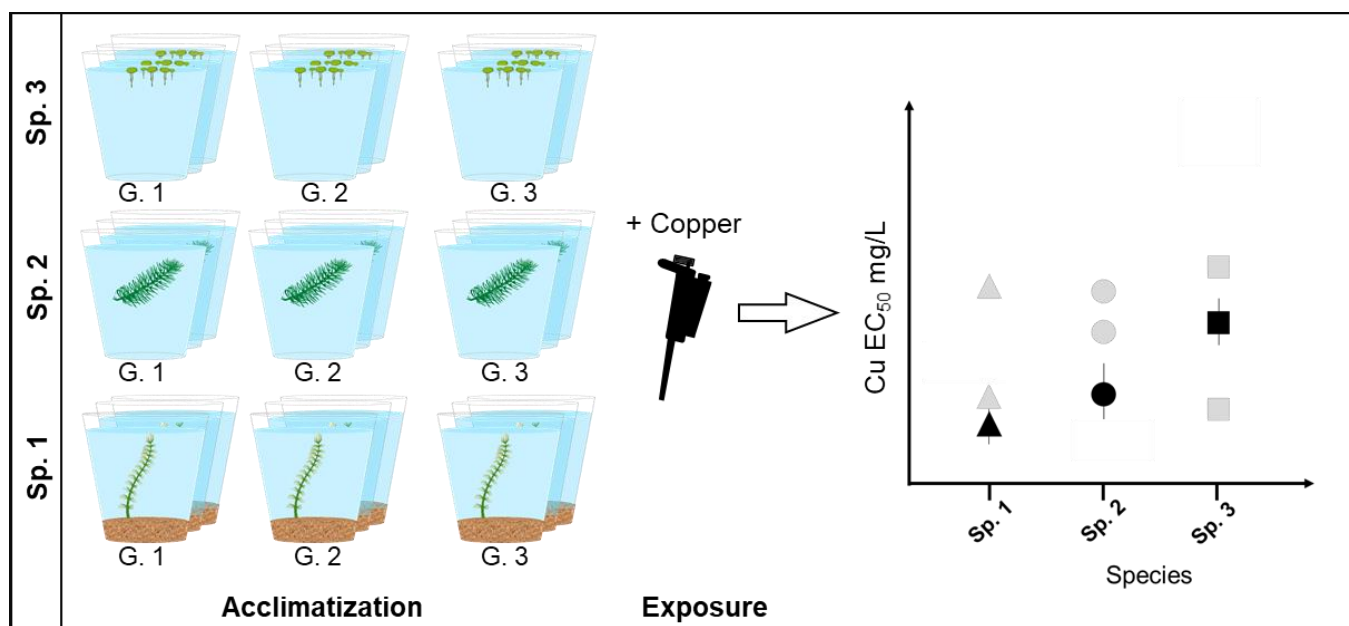 Sp. 3
G. 1
G. 2
G. 3
Sp. 2
G. 1
G. 2
G. 3
Sp. 1
G. 1
G. 2
G. 3
Acclimatization
+ Copper
Exposure
Cu EC50 mg/L
Sp. 1
Sp. 2
Sp. 3
Species